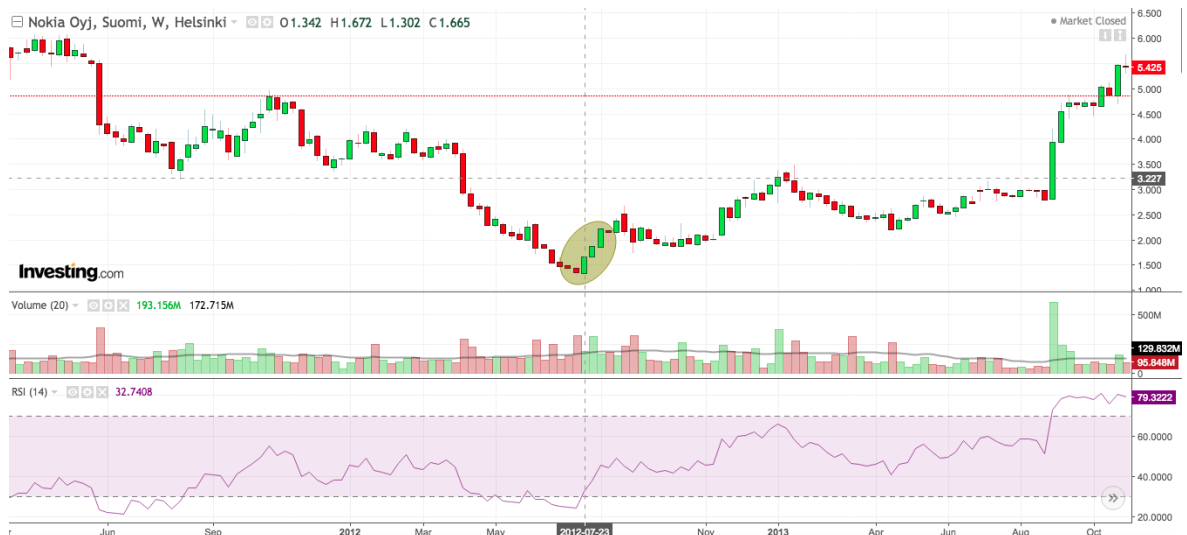 Nokia Oyj, Suomi, W, Helsinki O1.342 H1.672 L1.302 C1.665
Market Closed
6.500
6.000
5.425
5.000
4.500
4.000
3.500
3.227
3.000
2.500
2.000
1.500
1.000
Investing.com
Volume (20) 193.156M 172.715M
500M
129.832M
95.848M
0
RSI (14) 32.7408
79.3222
60.0000
40.0000
20.0000
Jun Sep 2012 Mar May 2012-07-23 Nov 2013 Apr Jun Aug Oct